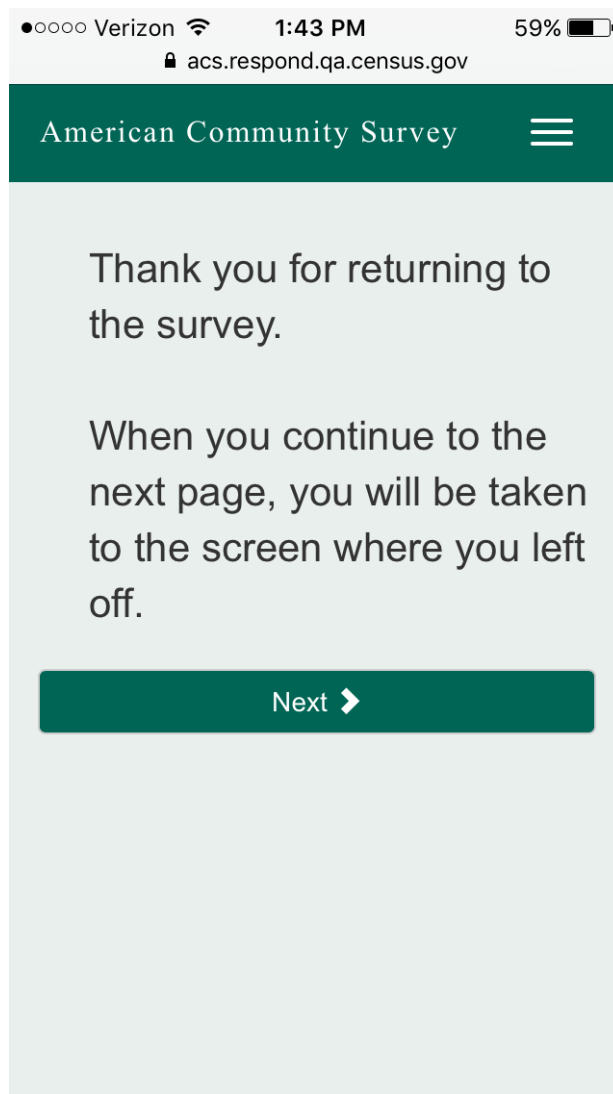 Verizon 1:43 PM 59%
acs.respond.qa.census.gov
American Community Survey
Thank you for returning to
the survey.
When you continue to the
next page, you will be taken
to the screen where you left
off.
Next